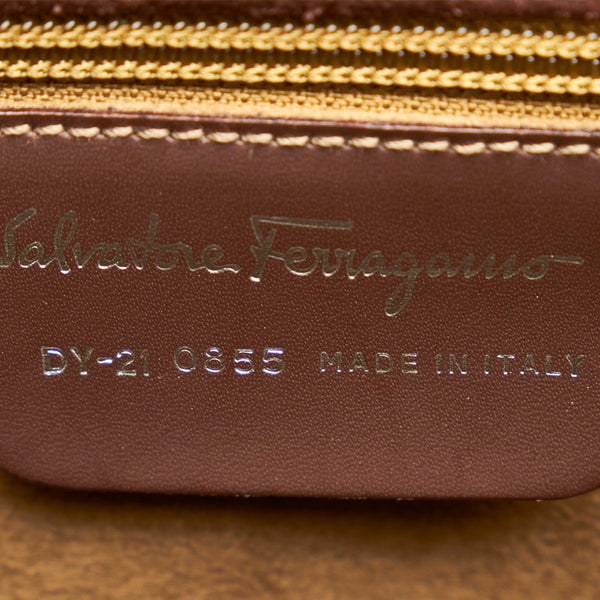 Salvatore Ferragamo
DY-21 0855 MADE IN ITALY